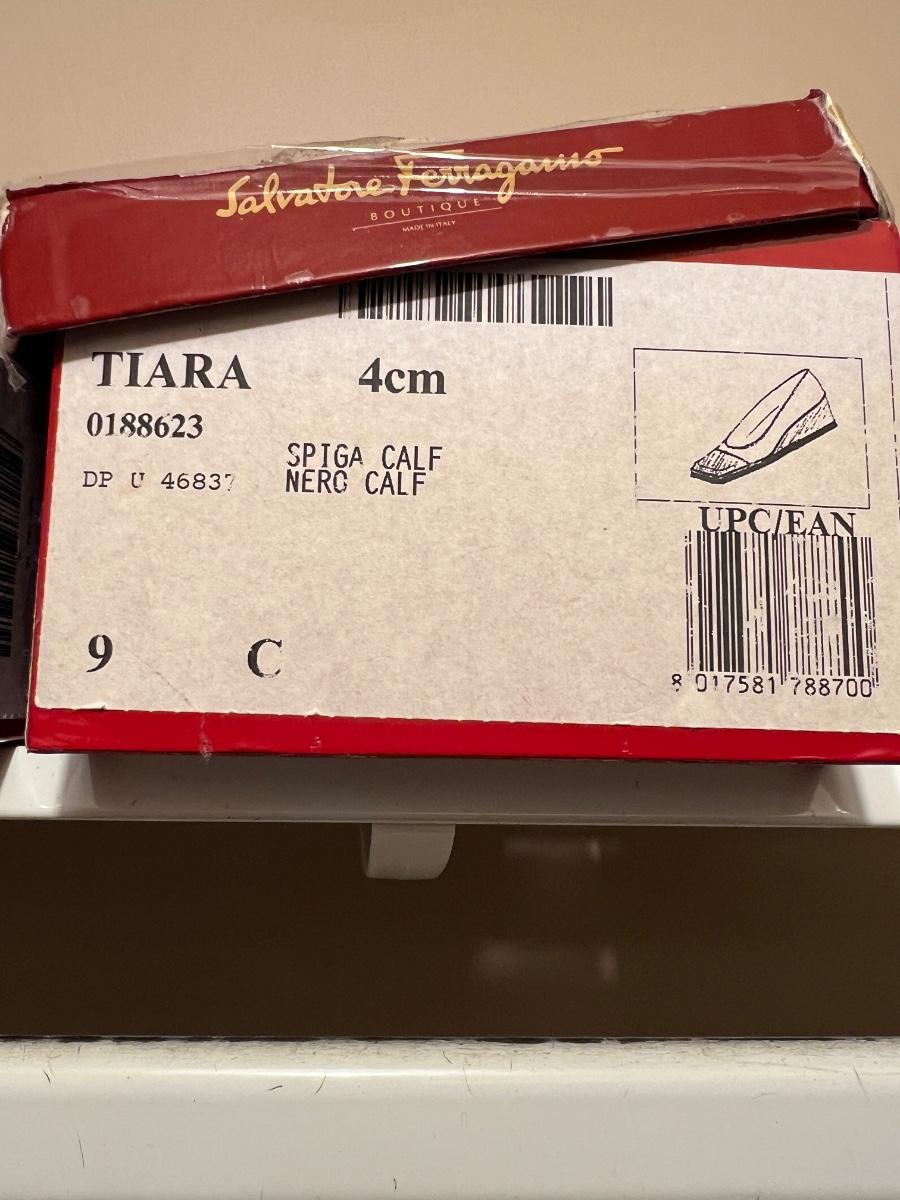 Salvatore Ferragamo
BOUTIQUE
MADE IN ITALY
TIARA 4cm
0188623
SPIGA CALF
DP U 46837 NERO CALF
UPC/EAN
9 C
8 017581 788700